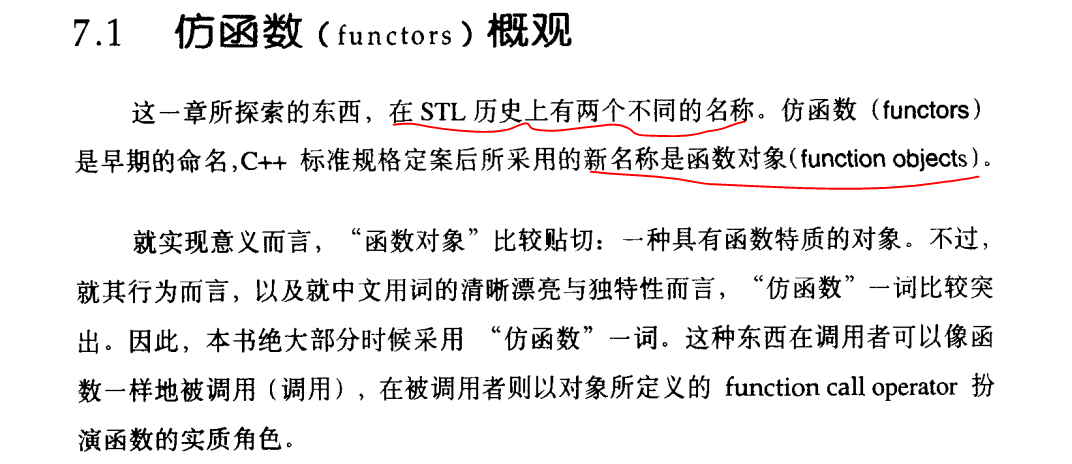 7.1 仿函数（functors）概观
这一章所探索的东西，在 STL 历史上有两个不同的名称。仿函数（functors）
是早期的命名,C++ 标准规格定案后所采用的新名称是函数对象(function objects)。
就实现意义而言，“函数对象”比较贴切：一种具有函数特质的对象。不过，
就其行为而言，以及就中文用词的清晰漂亮与独特性而言，“仿函数”一词比较突
出。因此，本书绝大部分时候采用 “仿函数”一词。这种东西在调用者可以像函
数一样地被调用（调用），在被调用者则以对象所定义的 function call operator 扮
演函数的实质角色。